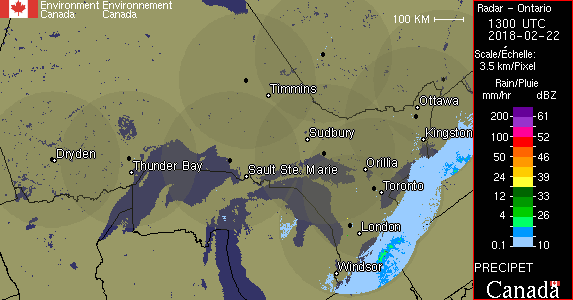 Environment Environnement
Canada Canada
100 KM
Timmins
Ottawa
Sudbury
Kingston
Dryden
Thunder Bay
Sault Ste. Marie
Orillia
Toronto
London
Windsor
Radar - Ontario
1300 UTC
2018-02-22
Scale/Échelle:
3.5 km/Pixel
Rain/Pluie
mm/hr dBZ
200 61
100 52
50 46
24 39
12 33
4 26
0.1 10
PRECIPET
Canada